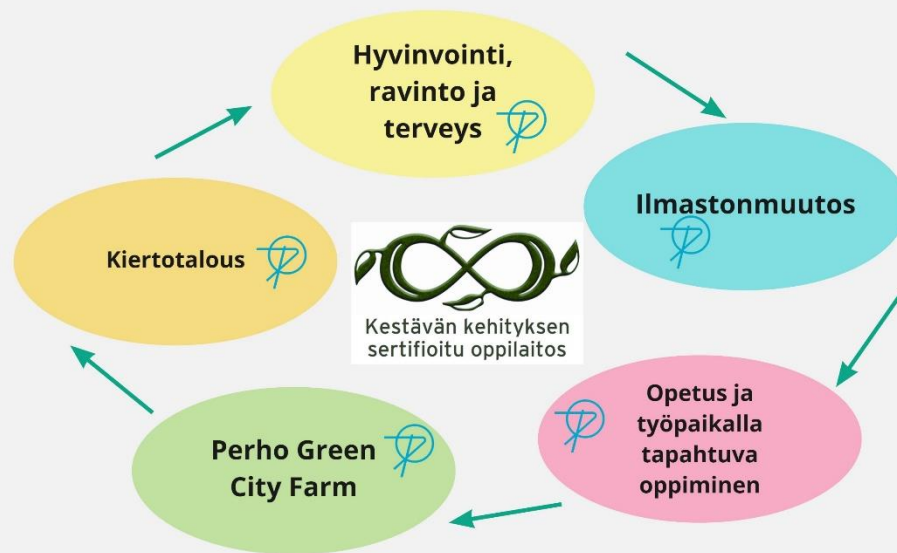 Hyvinvointi,
ravinto ja
terveys
Ilmastonmuutos
Kiertotalous
Kestävän kehityksen
sertifioitu oppilaitos
Opetus ja
työpaikalla
tapahtuva
oppiminen
Perho Green
City Farm